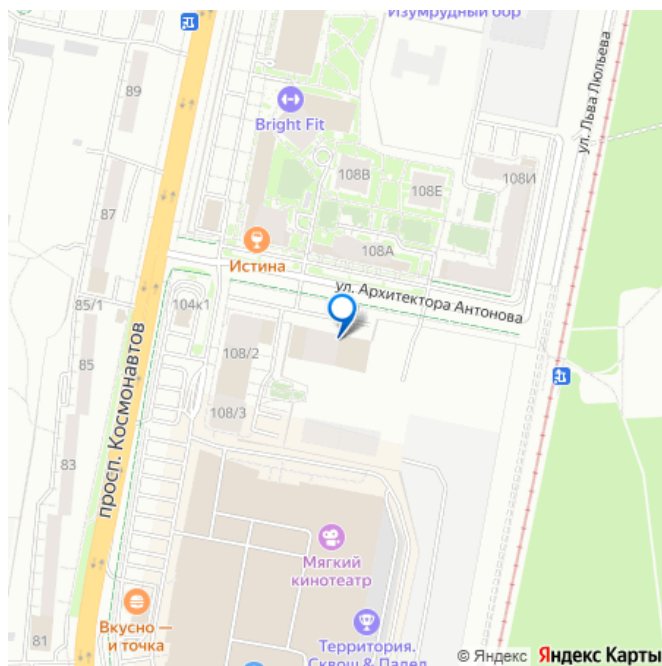 Изумрудный бор
89
Bright Fit
ул. Льва Люльева
108В
108Е
108И
87
108А
Истина
ул. Архитектора Антонова
85/1
104к1
просп. Космонавтов
85
108/2
108/3
83
Мягкий
кинотеатр
Вкусно —
и точка
81
Территория.
Сквош & Падел
© Яндекс Яндекс Карты